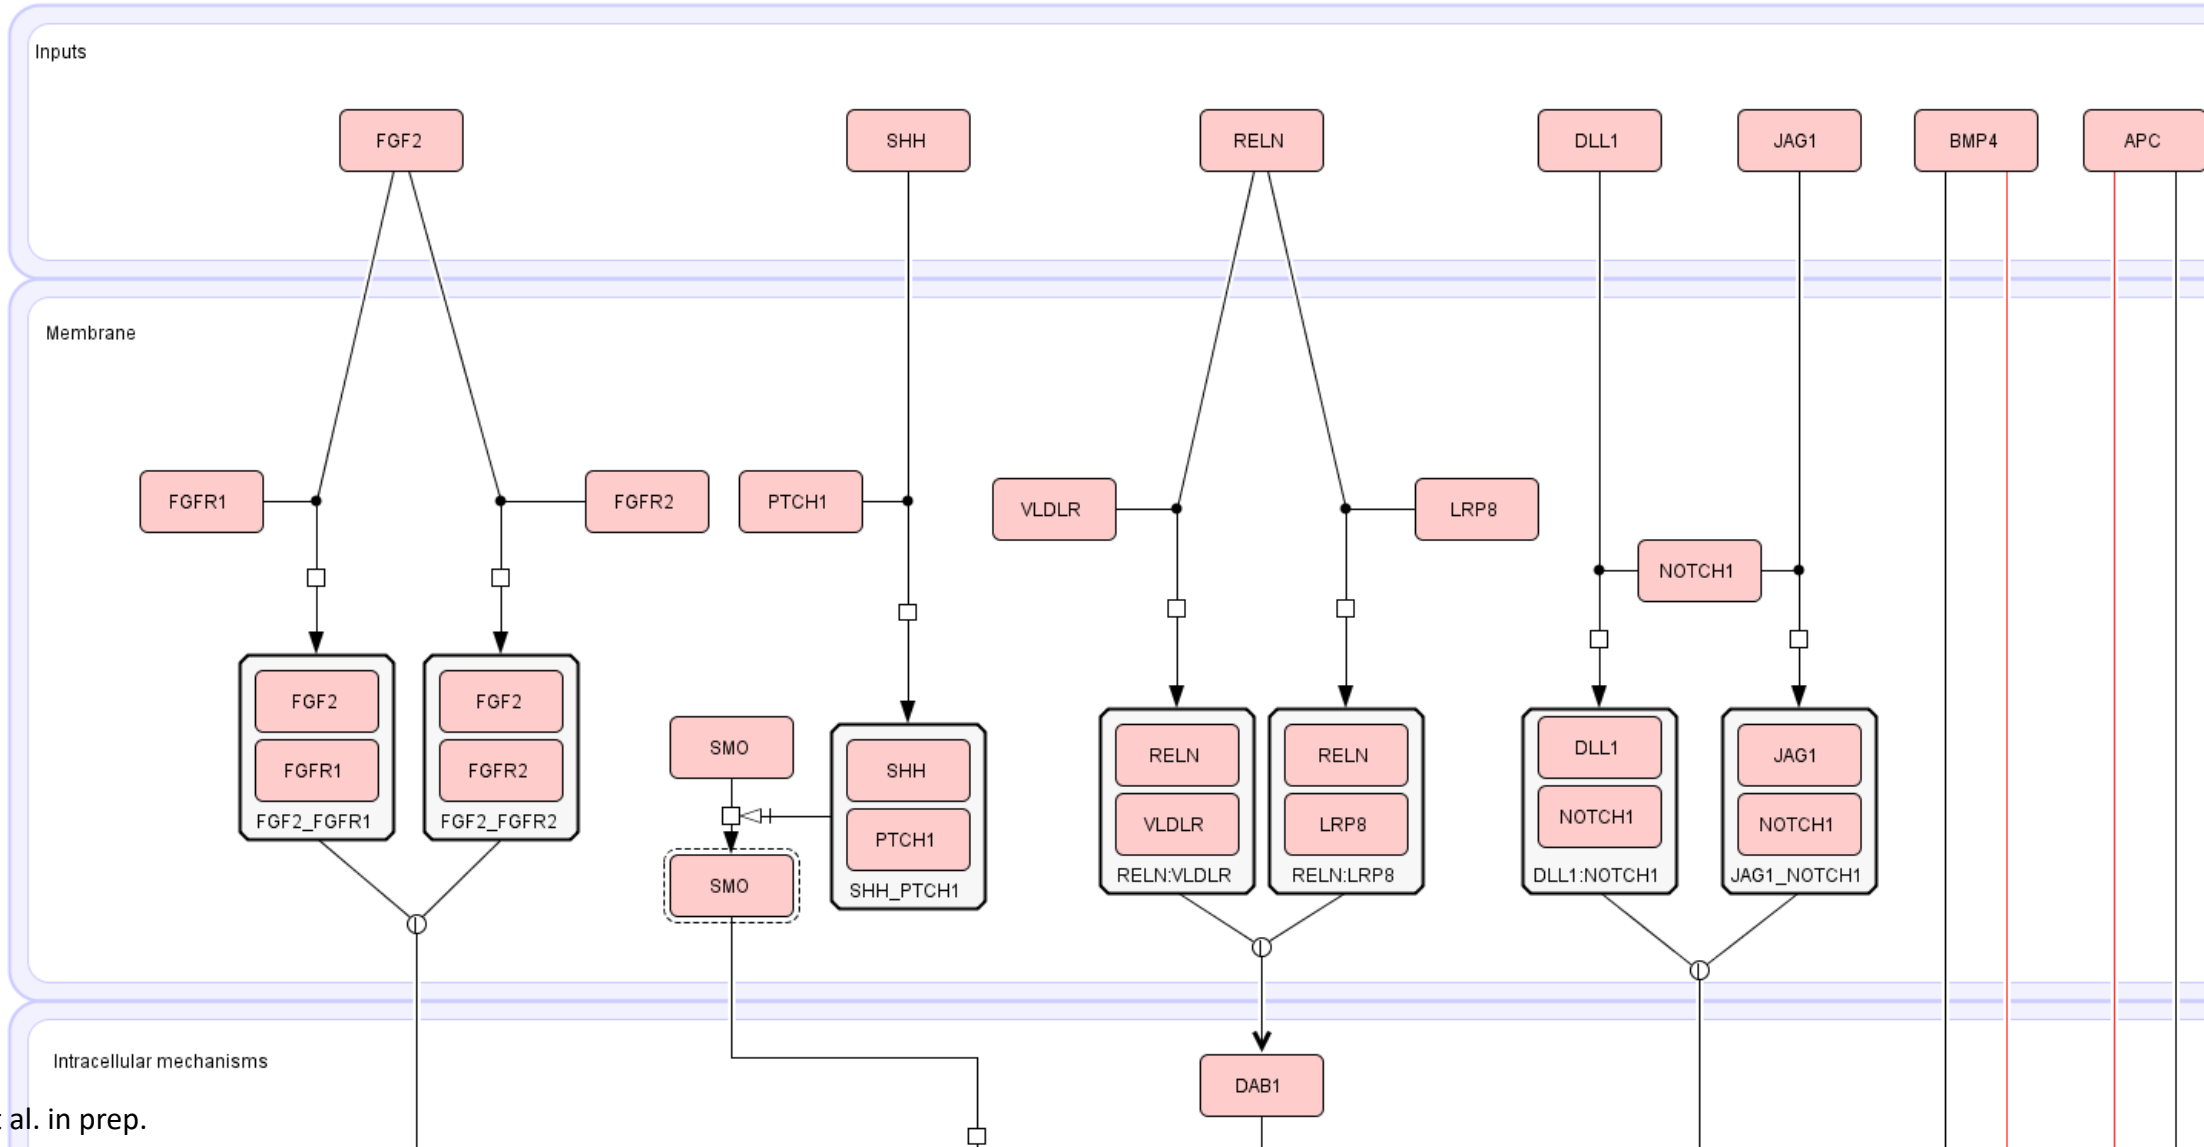 Inputs
FGF2
SHH
RELN
DLL1
JAG1
BMP4
APC
Membrane
FGFR1
FGFR2
PTCH1
VLDLR
LRP8
NOTCH1
FGF2
FGFR1
FGF2_FGFR1
FGF2
FGFR2
FGF2_FGFR2
SMO
SMO
SHH
PTCH1
SHH_PTCH1
RELN
VLDLR
RELN:VLDLR
RELN
LRP8
RELN:LRP8
DLL1
NOTCH1
DLL1:NOTCH1
JAG1
NOTCH1
JAG1_NOTCH1
Intracellular mechanisms
DAB1
al. in prep.